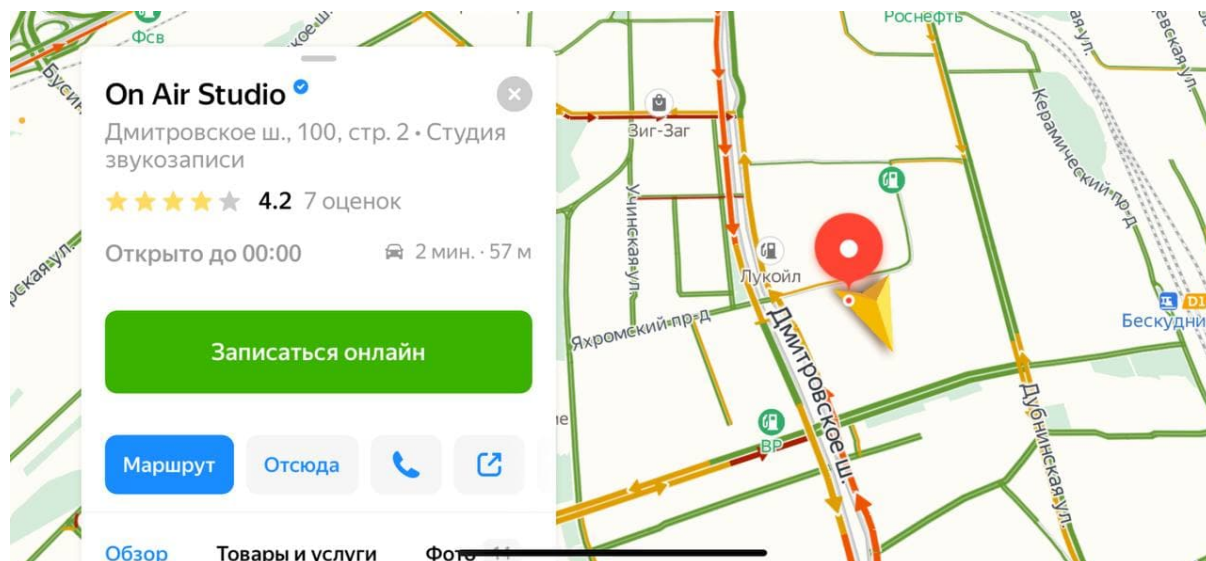 On Air Studio
Дмитровское ш., 100, стр. 2 • Студия
звукозаписи
4.2 7 оценок
Открыто до 00:00
2 мин. · 57 м
Записаться онлайн
Маршрут
Отсюда
Обзор
Товары и услуги
Фото
Фсв
Роснефть
Зиг-Заг
Керамический пр-д
Учинская ул.
Лукойл
Яхромский пр-д
Дмитровское ш.
D1
Бескудни
BP
Дубнинская ул.